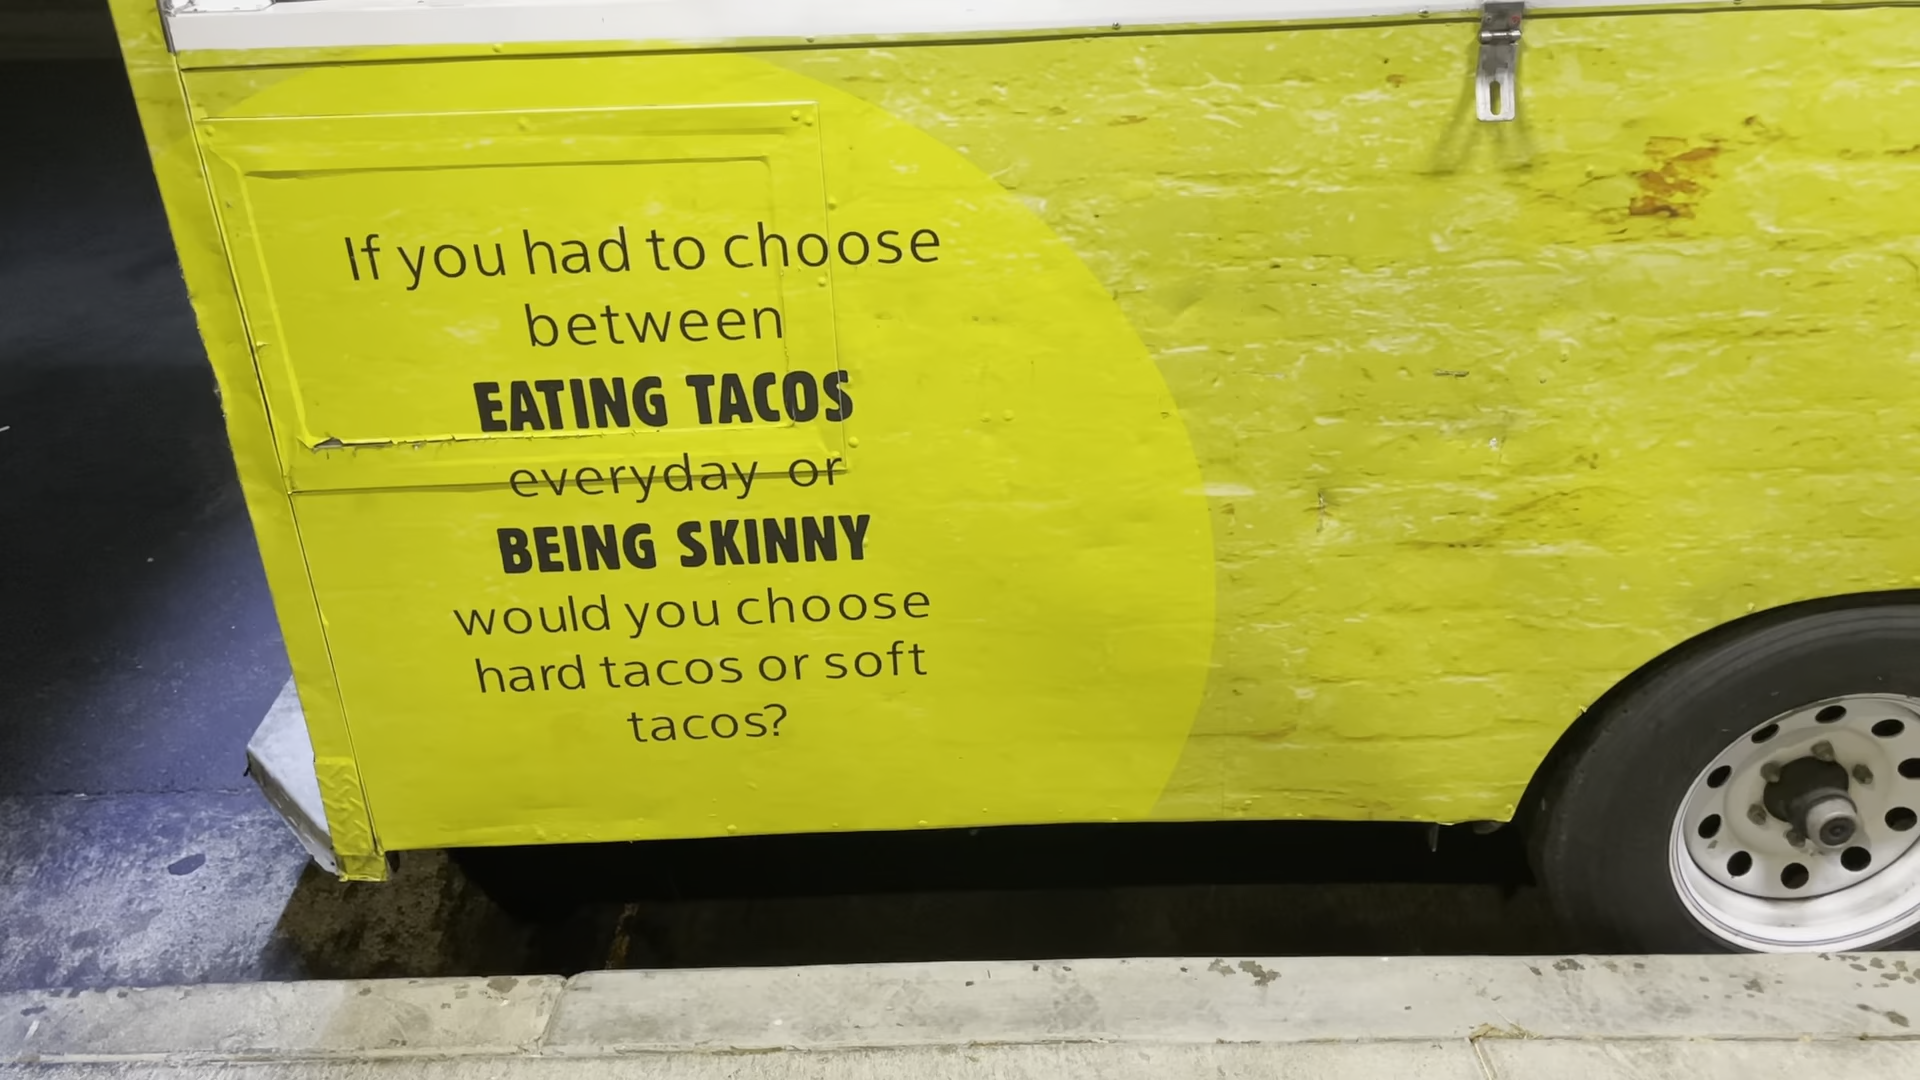 If you had to choose
between
EATING TACOS
everyday or
BEING SKINNY
would you choose
hard tacos or soft
tacos?